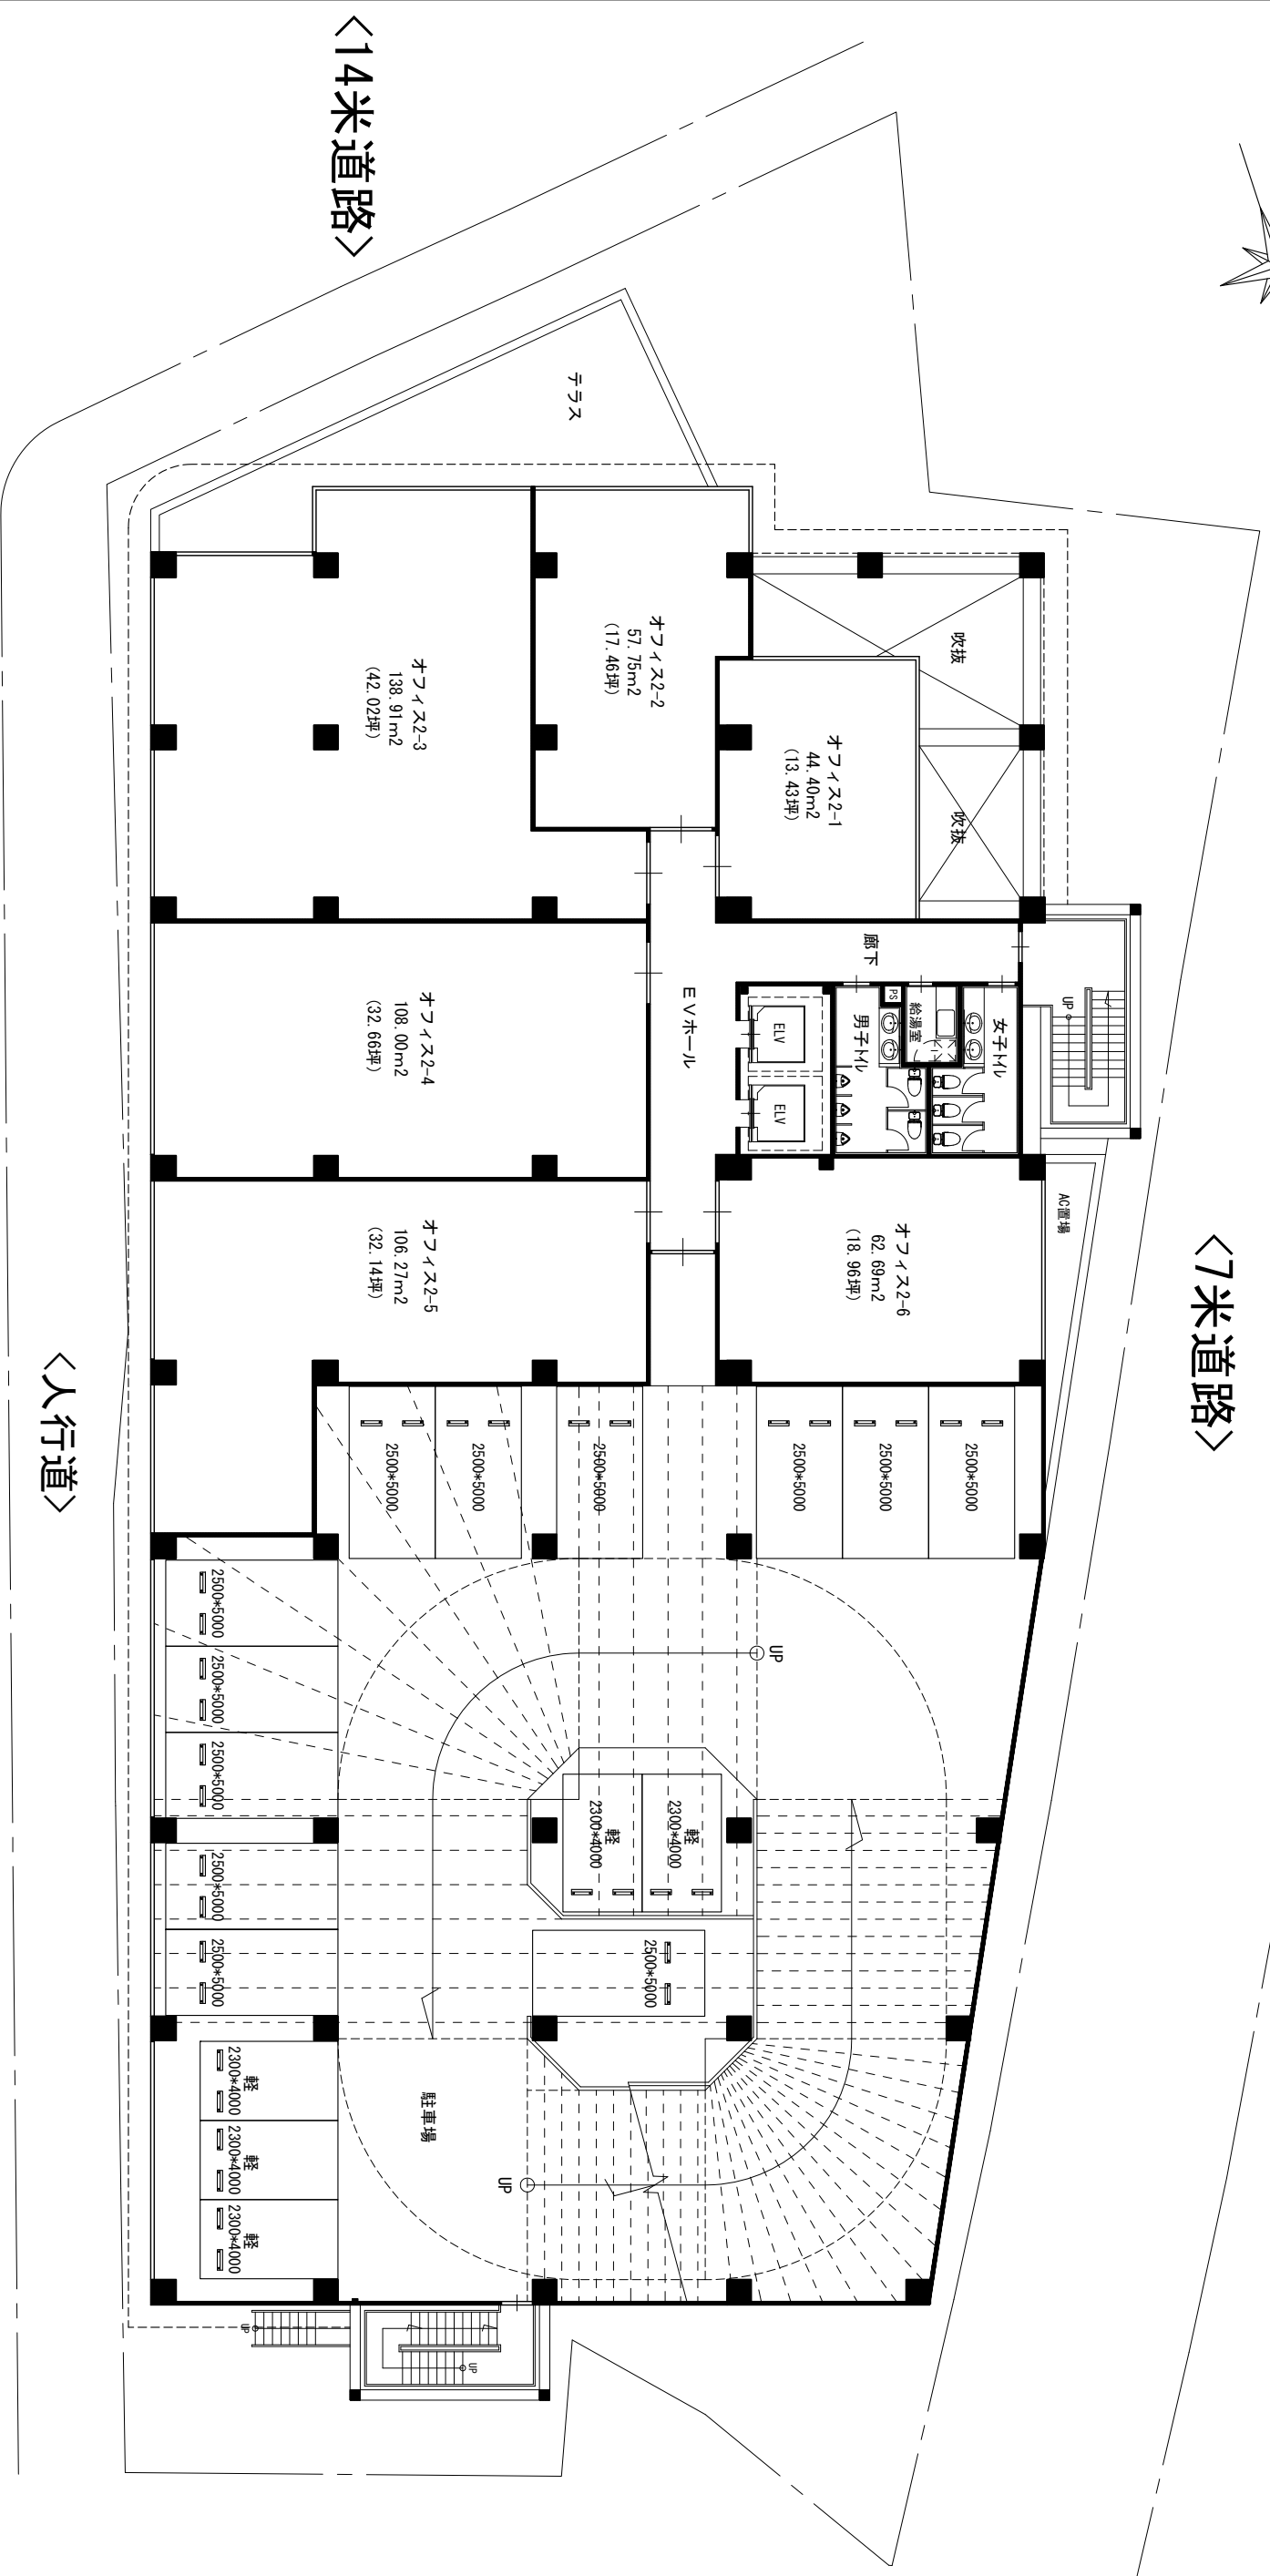 〈14米道路〉
テラス
吹抜
吹抜
オフィス2-2
57.75m2
(17.46坪)
オフィス2-3
138.91m2
(42.02坪)
オフィス2-1
44.40m2
(13.43坪)
廊下
EVホール
PS
給湯室
女子トイレ
男子トイレ
ELV
ELV
UP
オフィス2-4
108.00m2
(32.66坪)
AC置場
〈7米道路〉
オフィス2-6
62.69m2
(18.96坪)
オフィス2-5
106.27m2
(32.14坪)
〈人行道〉
2500*5000
2500*5000
2500*5000
2500*5000
2500*5000
2500*5000
2500*5000
2500*5000
2500*5000
2500*5000
2500*5000
UP
軽
2300*4000
軽
2300*4000
2500*5000
軽
2300*4000
軽
2300*4000
軽
2300*4000
駐車場
UP
UP
UP